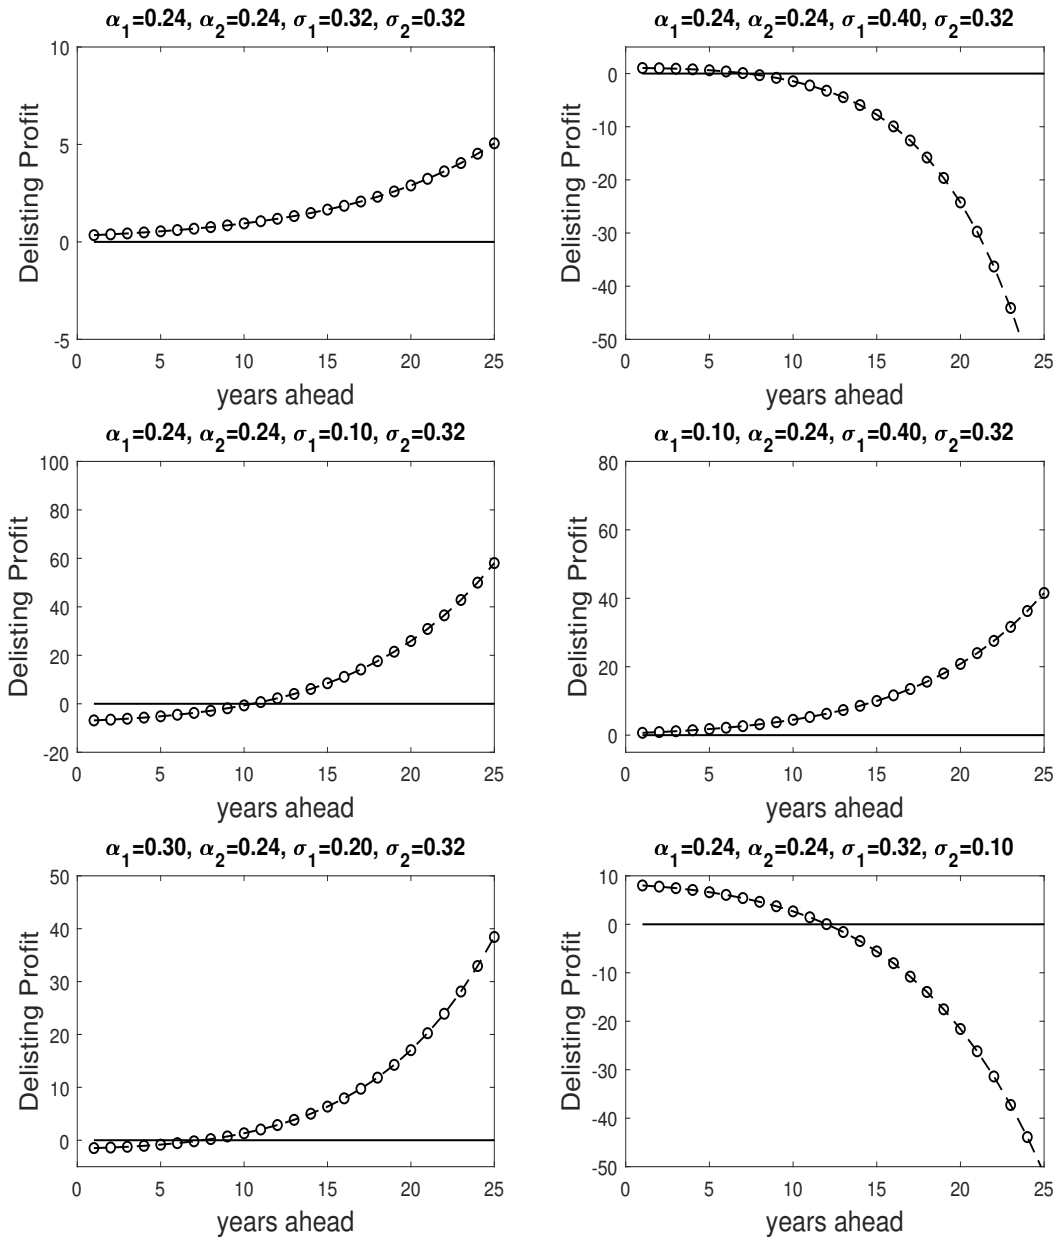 α1=0.24, α2=0.24, σ1=0.32, σ2=0.32
10
5
0
-5
0 5 10 15 20 25
Delisting Profit
years ahead
α1=0.24, α2=0.24, σ1=0.40, σ2=0.32
0
-10
-20
-30
-40
-50
0 5 10 15 20 25
Delisting Profit
years ahead
α1=0.24, α2=0.24, σ1=0.10, σ2=0.32
100
80
60
40
20
0
-20
0 5 10 15 20 25
Delisting Profit
years ahead
α1=0.10, α2=0.24, σ1=0.40, σ2=0.32
80
60
40
20
0
0 5 10 15 20 25
Delisting Profit
years ahead
α1=0.30, α2=0.24, σ1=0.20, σ2=0.32
50
40
30
20
10
0
0 5 10 15 20 25
Delisting Profit
years ahead
α1=0.24, α2=0.24, σ1=0.32, σ2=0.10
10
0
-10
-20
-30
-40
-50
0 5 10 15 20 25
Delisting Profit
years ahead